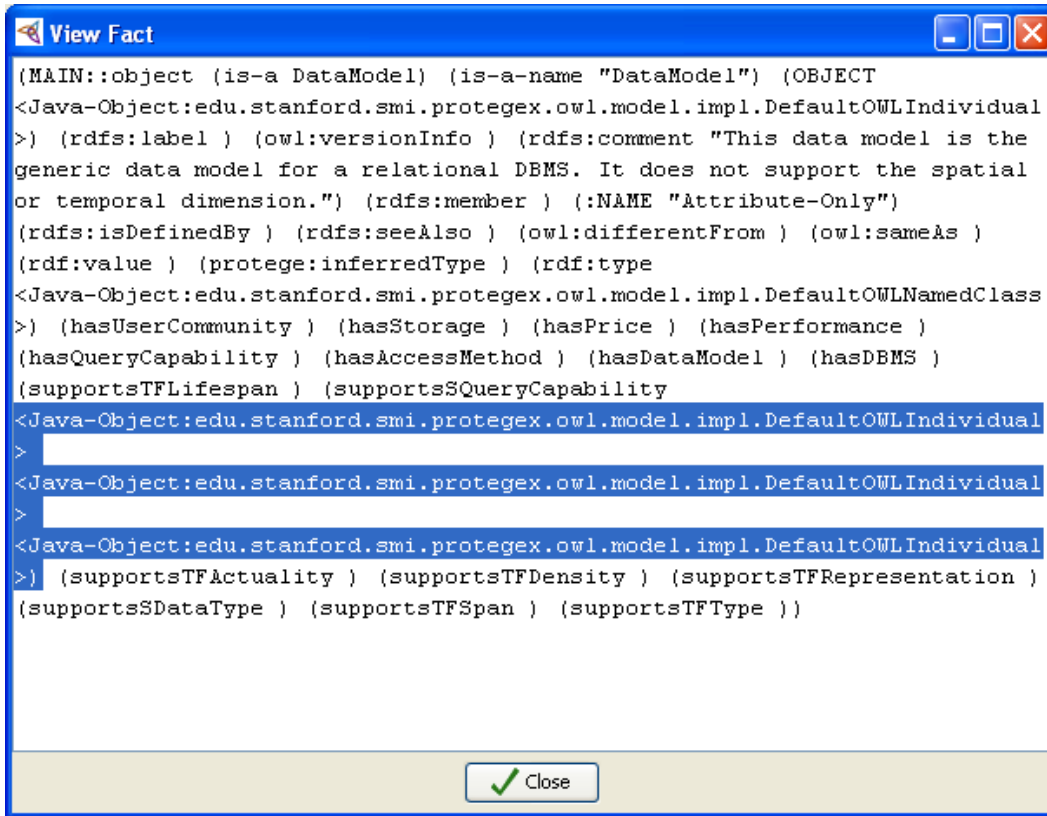 View Fact
(MAIN::object (is-a DataModel) (is-a-name "DataModel") (OBJECT
<Java-Object:edu.stanford.smi.protegex.owl.model.impl.DefaultOWLIndividual
>) (rdfs:label ) (owl:versionInfo ) (rdfs:comment "This data model is the
generic data model for a relational DBMS. It does not support the spatial
or temporal dimension.") (rdfs:member ) (:NAME "Attribute-Only")
(rdfs:isDefinedBy ) (rdfs:seeAlso ) (owl:differentFrom ) (owl:sameAs )
(rdf:value ) (protege:inferredType ) (rdf:type
<Java-Object:edu.stanford.smi.protegex.owl.model.impl.DefaultOWLNamedClass
>) (hasUserCommunity ) (hasStorage ) (hasPrice ) (hasPerformance )
(hasQueryCapability ) (hasAccessMethod ) (hasDataModel ) (hasDBMS )
(supportsTFLifespan ) (supportsSQueryCapability
<Java-Object:edu.stanford.smi.protegex.owl.model.impl.DefaultOWLIndividual
>
<Java-Object:edu.stanford.smi.protegex.owl.model.impl.DefaultOWLIndividual
>
<Java-Object:edu.stanford.smi.protegex.owl.model.impl.DefaultOWLIndividual
>) (supportsTFActuality ) (supportsTFDensity ) (supportsTFRepresentation )
(supportsSDataType ) (supportsTFSpan ) (supportsTFType ))
Close